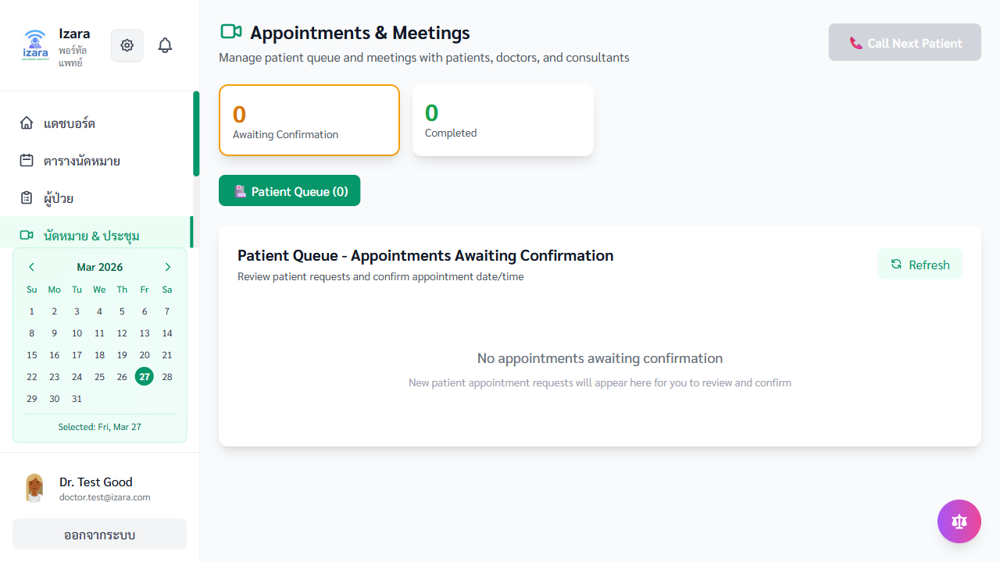 izara
Izara
พอร์ทัล
แพทย์
แดชบอร์ด
ตารางนัดหมาย
ผู้ป่วย
นัดหมาย & ประชุม
Mar 2026
Su Mo Tu We Th Fr Sa
1 2 3 4 5 6 7
8 9 10 11 12 13 14
15 16 17 18 19 20 21
22 23 24 25 26 27 28
29 30 31
Selected: Fri, Mar 27
Dr. Test Good
doctor.test@izara.com
ออกจากระบบ
Appointments & Meetings
Manage patient queue and meetings with patients, doctors, and consultants
Call Next Patient
0
Awaiting Confirmation
0
Completed
Patient Queue (0)
Patient Queue - Appointments Awaiting Confirmation
Review patient requests and confirm appointment date/time
Refresh
No appointments awaiting confirmation
New patient appointment requests will appear here for you to review and confirm